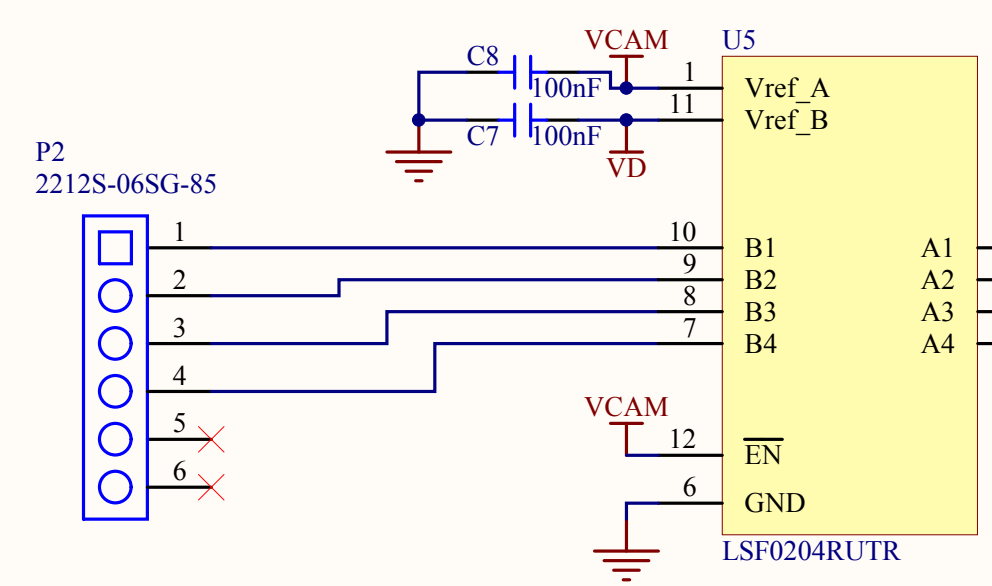 VCAM
U5
C8
100nF
1
Vref_A
11
Vref_B
C7
100nF
VD
P2
2212S-06SG-85
1
10
B1
A1
2
9
B2
A2
3
8
B3
A3
4
7
B4
A4
5
6
VCAM
12
EN
6
GND
LSF0204RUTR